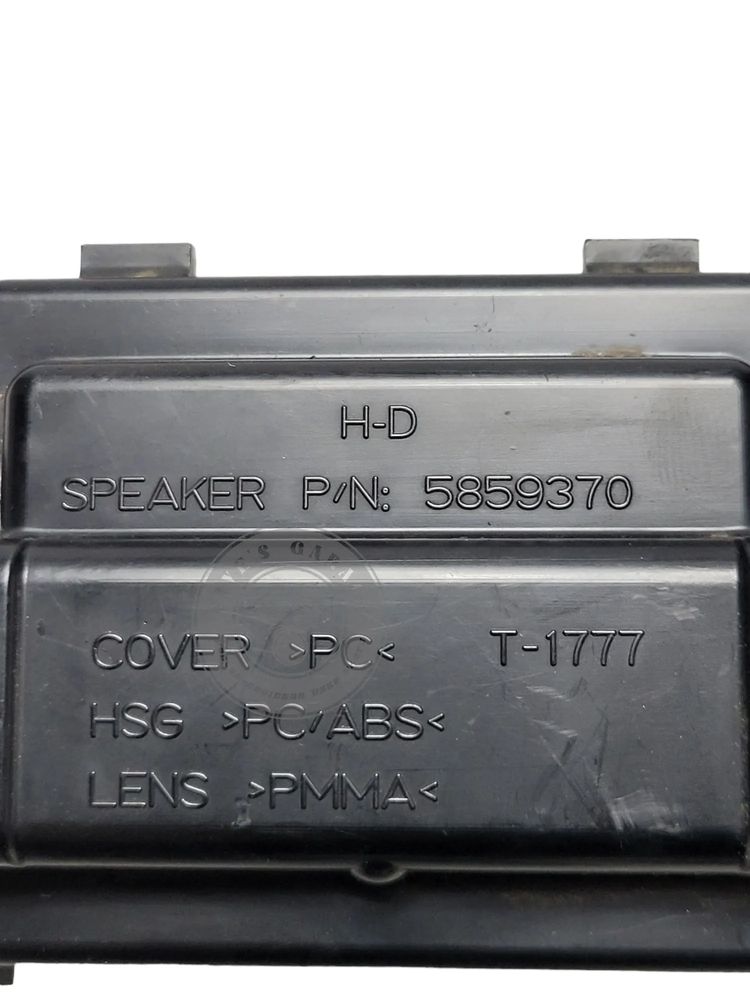 H-D
SPEAKER P/N: 5859370
COVER >PC< T-1777
HSG >PC/ABS<
LENS >PMMA<